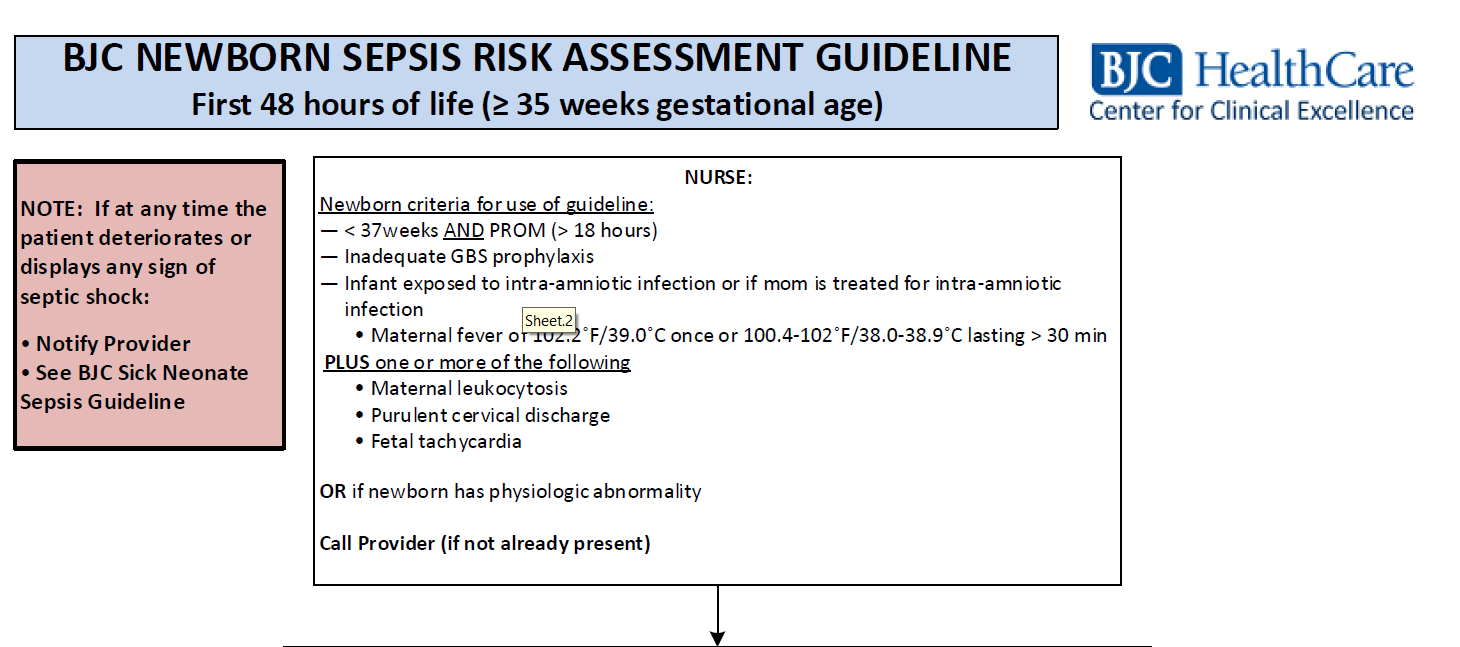 BJC NEWBORN SEPSIS RISK ASSESSMENT GUIDELINE
First 48 hours of life (≥ 35 weeks gestational age)
BJC HealthCare
Center for Clinical Excellence
NOTE: If at any time the
patient deteriorates or
displays any sign of
septic shock:
• Notify Provider
• See BJC Sick Neonate
Sepsis Guideline
NURSE:
Newborn criteria for use of guideline:
— < 37weeks AND PROM (> 18 hours)
— Inadequate GBS prophylaxis
— Infant exposed to intra-amniotic infection or if mom is treated for intra-amniotic
infection
Sheet.2
• Maternal fever of 102.2˚F/39.0˚C once or 100.4-102˚F/38.0-38.9˚C lasting > 30 min
PLUS one or more of the following
• Maternal leukocytosis
• Purulent cervical discharge
• Fetal tachycardia
OR if newborn has physiologic abnormality
Call Provider (if not already present)